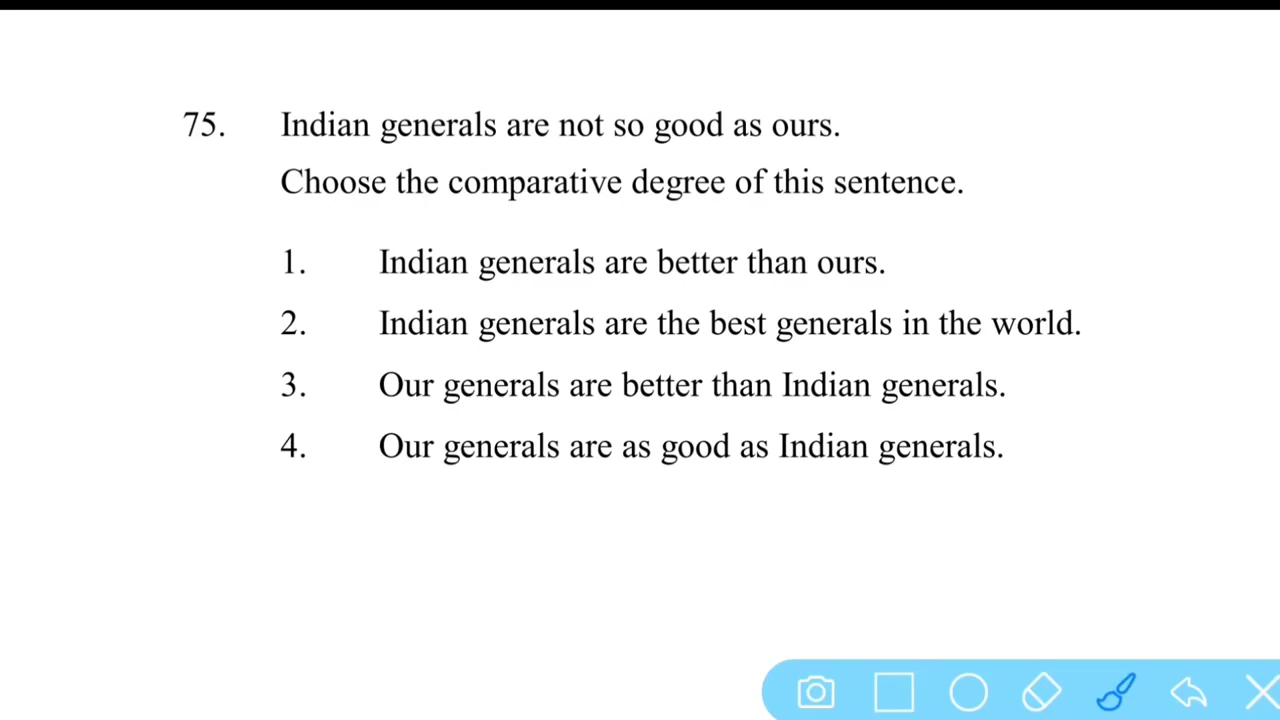 75. Indian generals are not so good as ours.
Choose the comparative degree of this sentence.
1. Indian generals are better than ours.
2. Indian generals are the best generals in the world.
3. Our generals are better than Indian generals.
4. Our generals are as good as Indian generals.